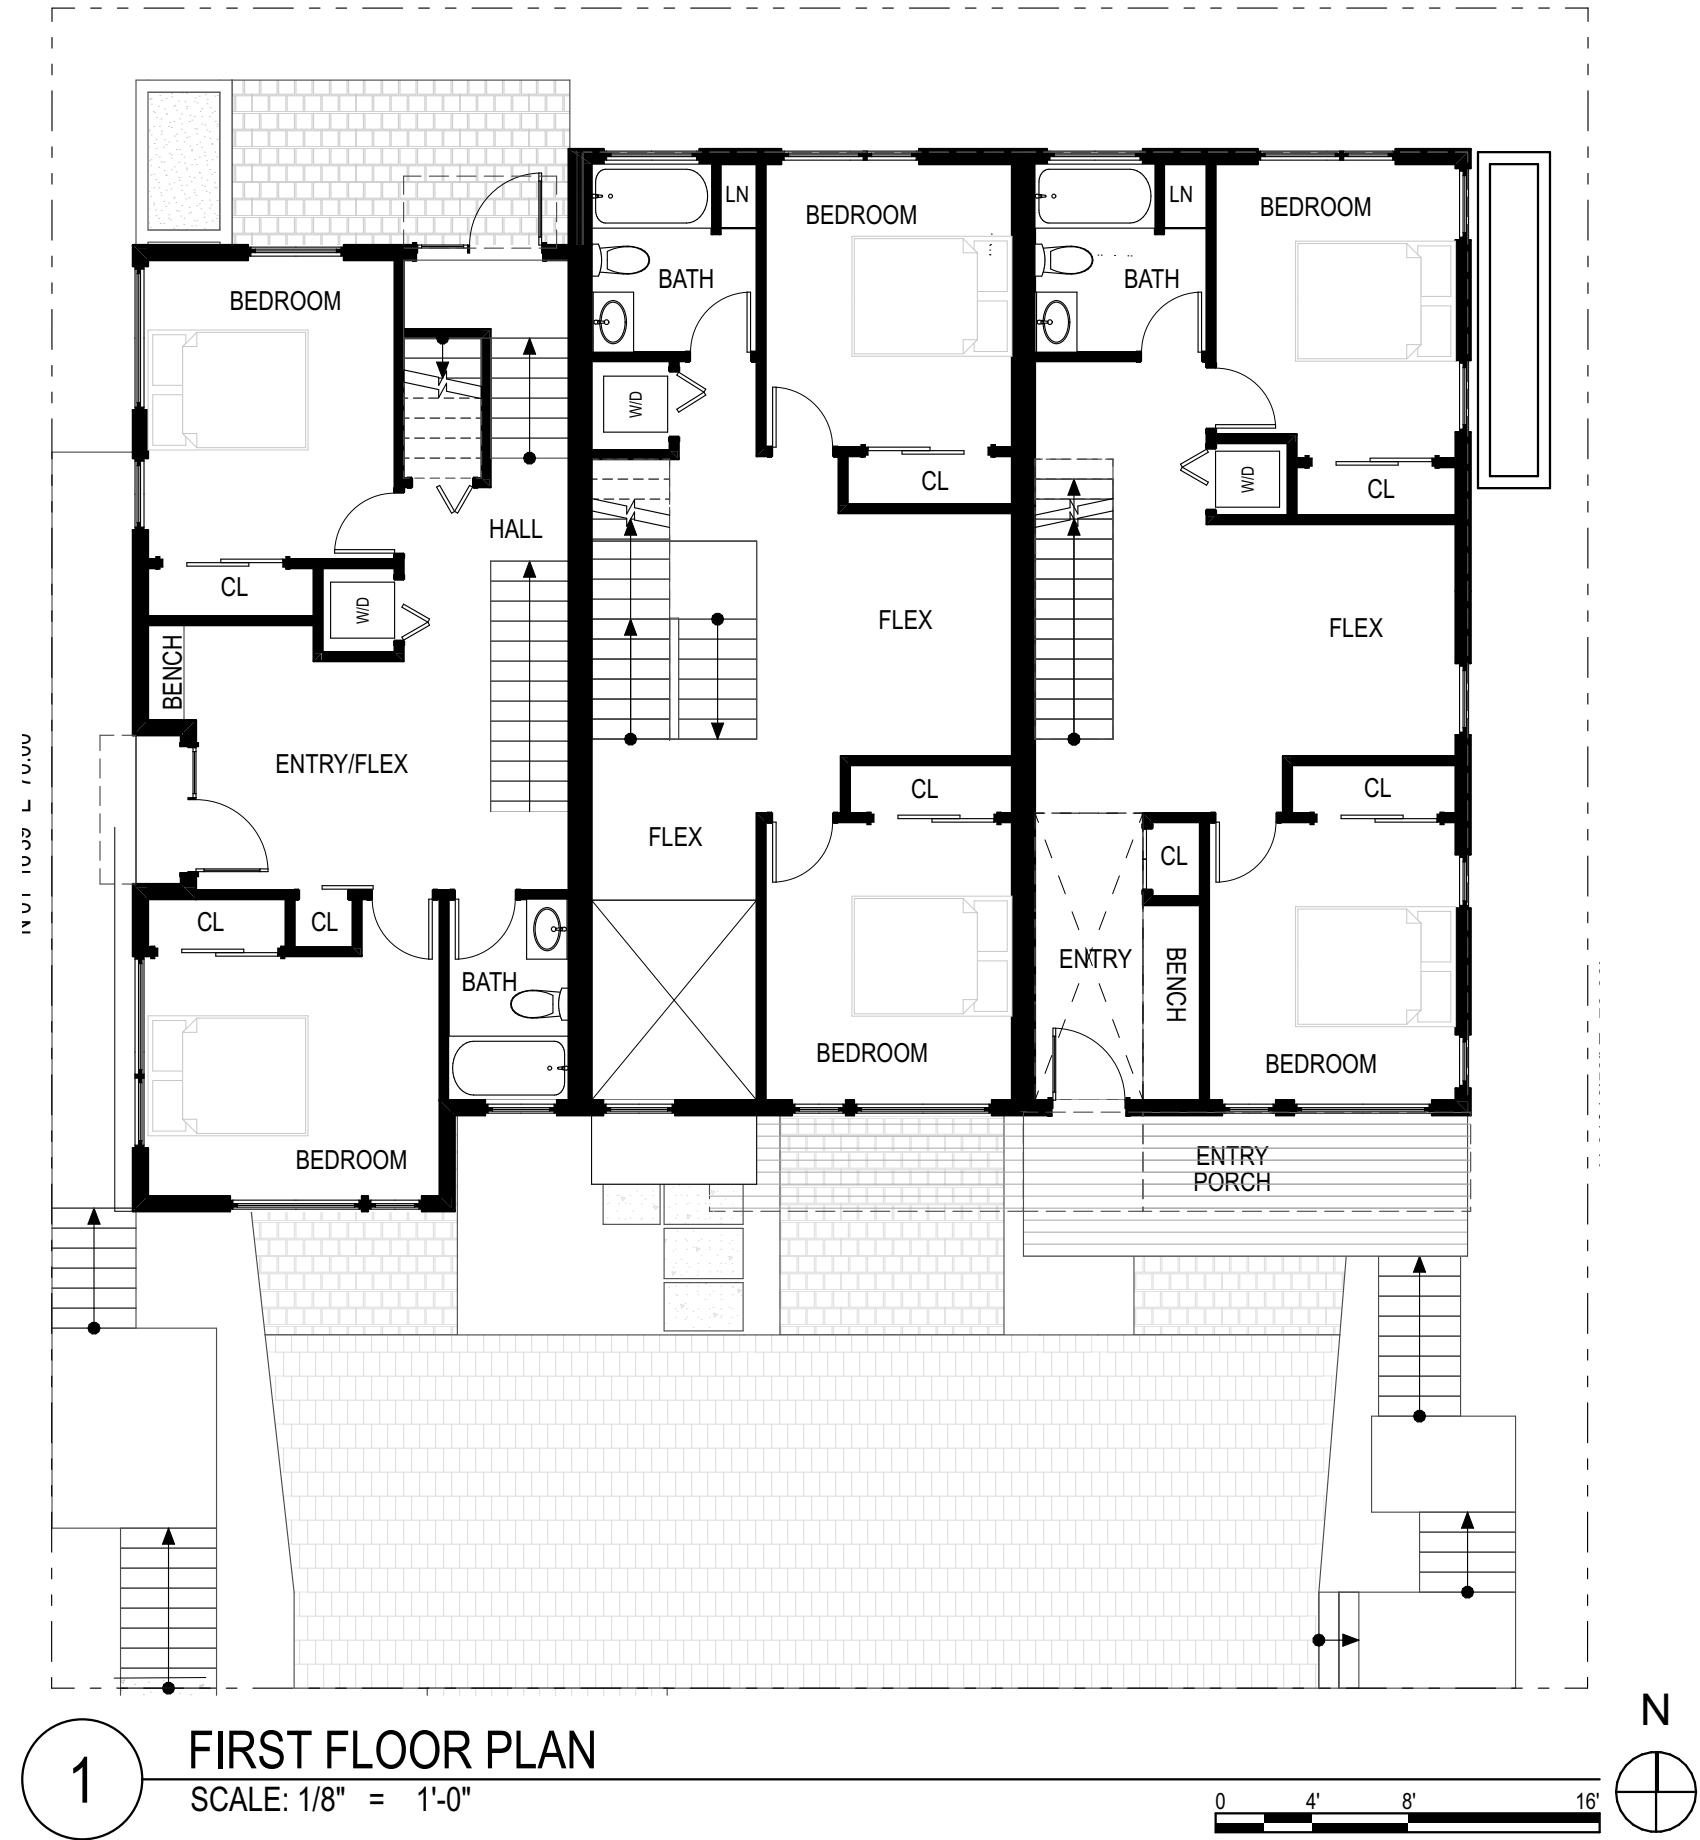 LN
LN
BEDROOM
BEDROOM
BATH
BATH
BEDROOM
W/D
W/D
CL
CL
HALL
CL
W/D
FLEX
FLEX
BENCH
ENTRY/FLEX
CL
CL
FLEX
CL
CL
CL
ENTRY
BENCH
BATH
BEDROOM
BEDROOM
BEDROOM
ENTRY
PORCH
N
1
FIRST FLOOR PLAN
SCALE: 1/8" = 1'-0"
0 4' 8' 16'